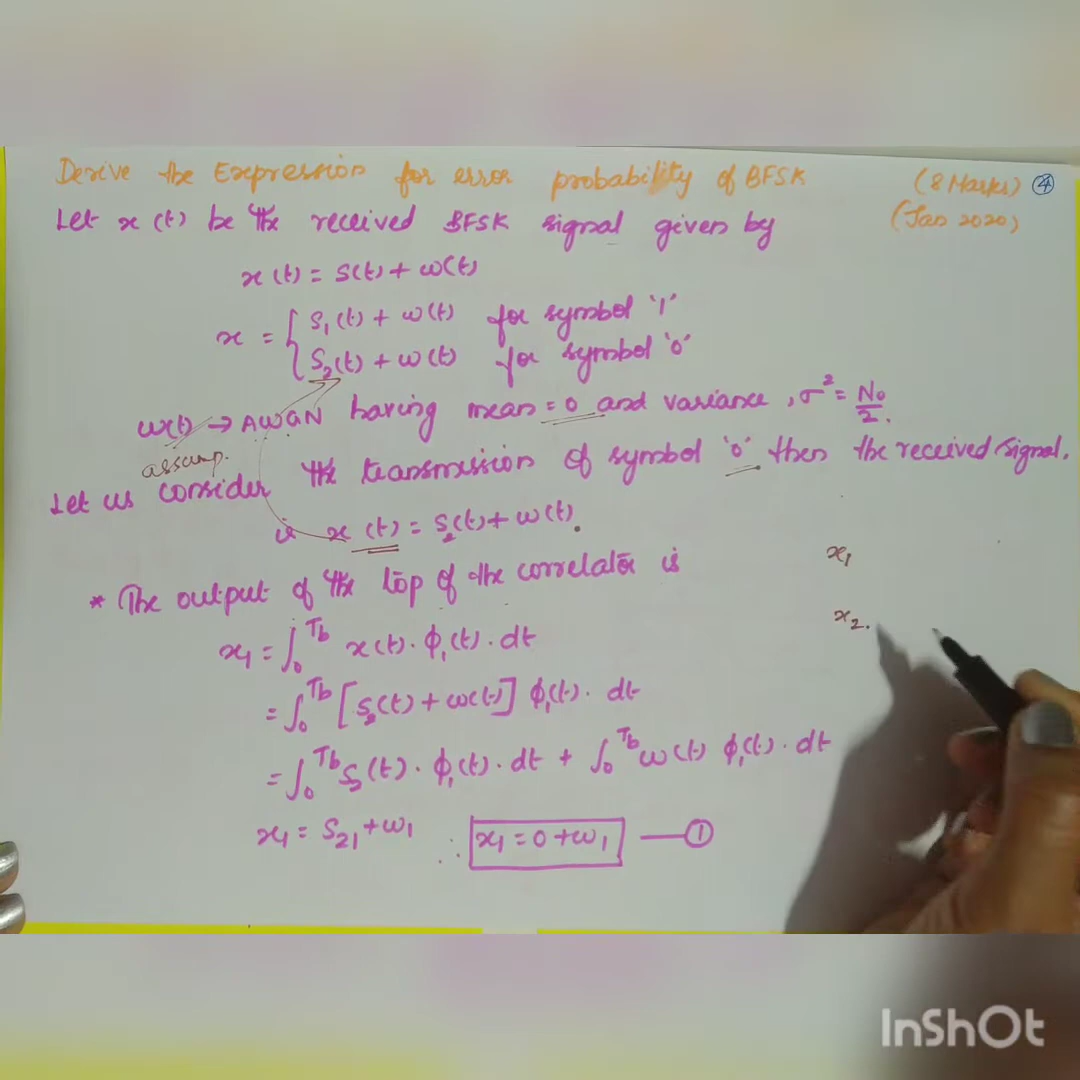 Derive the Expression for error probability of BFSK (8 Marks) ④
(Jan 2020)
Let x(t) be the received BFSK signal given by
x(t) = S(t) + w(t)
x = { S₁(t) + w(t) for symbol '1'
S₂(t) + w(t) for symbol '0'
w(t) → AWGN having mean = 0 and variance, σ² = N₀/2.
assump.
Let us consider the transmission of symbol '0' then the received signal.
is x(t) = S₂(t) + w(t).
* The output of the top of the correlator is
x₁
x₂.
x₁ = ∫₀^Tb x(t). ϕ₁(t). dt
= ∫₀^Tb [S₂(t) + w(t)] ϕ₁(t). dt
= ∫₀^Tb S₂(t). ϕ₁(t). dt + ∫₀^Tb w(t) ϕ₁(t). dt
x₁ = S₂₁ + w₁ ∴ x₁ = 0 + w₁ — ①
InShOt